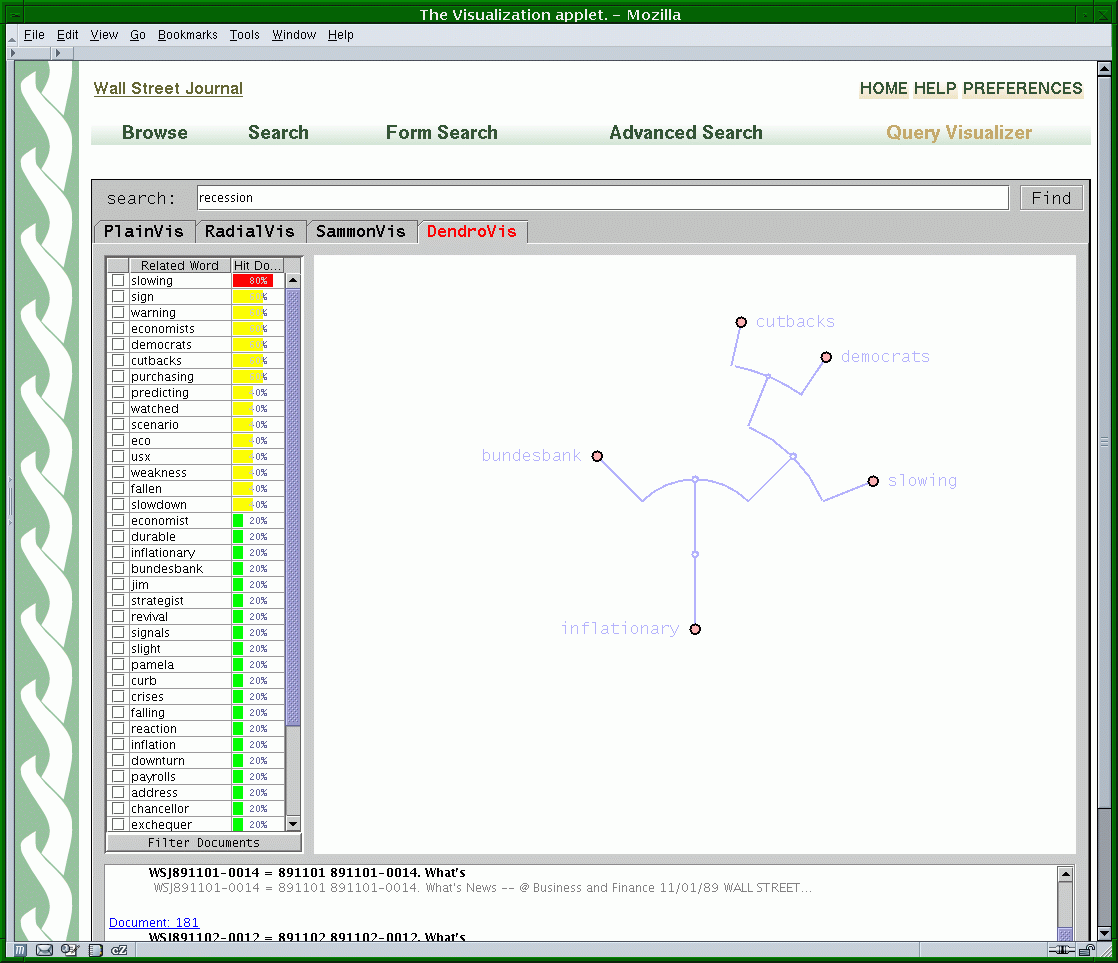 The Visualization applet. – Mozilla
File Edit View Go Bookmarks Tools Window Help
Wall Street Journal
HOME HELP PREFERENCES
Browse Search Form Search Advanced Search Query Visualizer
search: recession Find
PlainVis RadialVis SammonVis DendroVis
Related Word Hit Do...
slowing 80%
sign
warning
economists
democrats
cutbacks
purchasing
predicting 40%
watched 40%
scenario 40%
eco 40%
usx 40%
weakness 40%
fallen 40%
slowdown 40%
economist 20%
durable 20%
inflationary 20%
bundesbank 20%
jim 20%
strategist 20%
revival 20%
signals 20%
slight 20%
pamela 20%
curb 20%
crises 20%
falling 20%
reaction 20%
inflation 20%
downturn 20%
payrolls 20%
address 20%
chancellor 20%
exchequer 20%
Filter Documents
cutbacks
democrats
bundesbank
slowing
inflationary
WSJ891101-0014 = 891101 891101-0014. What's
WSJ891101-0014 = 891101 891101-0014. What's News -- @ Business and Finance 11/01/89 WALL STREET...
Document: 181
WSJ891102-0012 = 891102 891102-0012. What's